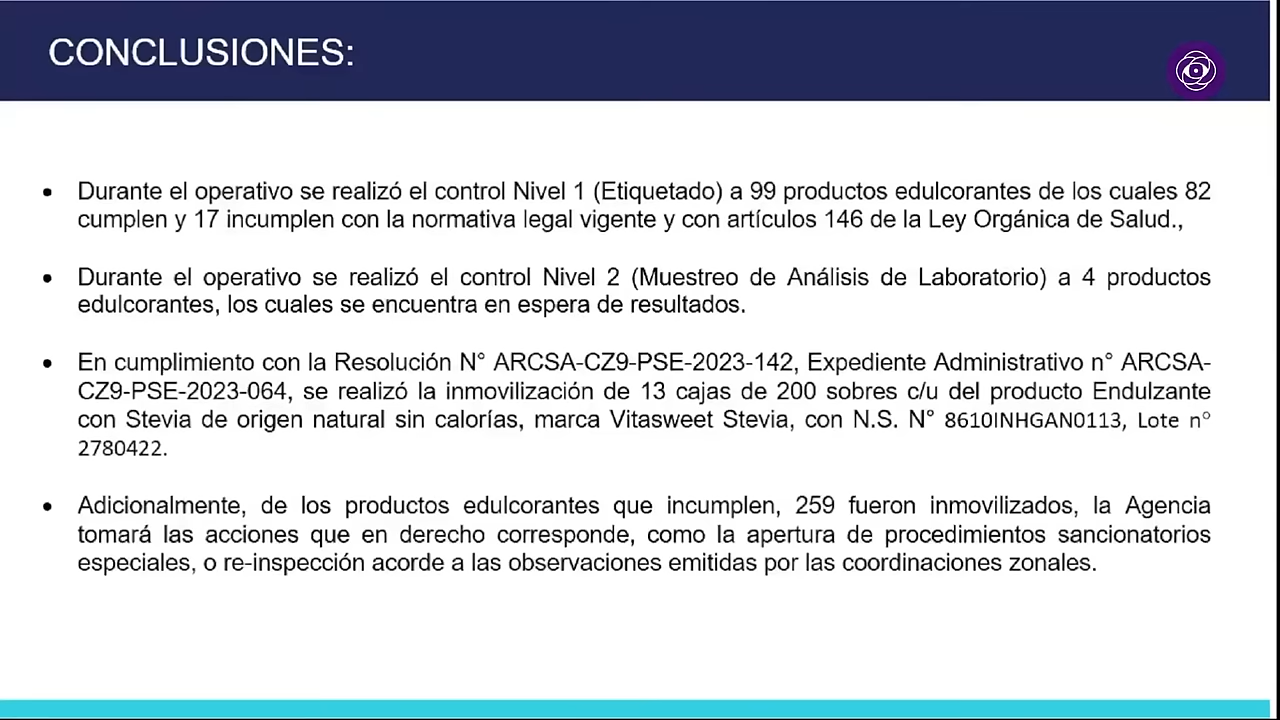 CONCLUSIONES:
• Durante el operativo se realizó el control Nivel 1 (Etiquetado) a 99 productos edulcorantes de los cuales 82
cumplen y 17 incumplen con la normativa legal vigente y con artículos 146 de la Ley Orgánica de Salud.,
• Durante el operativo se realizó el control Nivel 2 (Muestreo de Análisis de Laboratorio) a 4 productos
edulcorantes, los cuales se encuentra en espera de resultados.
• En cumplimiento con la Resolución N° ARCSA-CZ9-PSE-2023-142, Expediente Administrativo n° ARCSA-
CZ9-PSE-2023-064, se realizó la inmovilización de 13 cajas de 200 sobres c/u del producto Endulzante
con Stevia de origen natural sin calorías, marca Vitasweet Stevia, con N.S. N° 8610INHGAN0113, Lote n°
2780422.
• Adicionalmente, de los productos edulcorantes que incumplen, 259 fueron inmovilizados, la Agencia
tomará las acciones que en derecho corresponde, como la apertura de procedimientos sancionatorios
especiales, o re-inspección acorde a las observaciones emitidas por las coordinaciones zonales.